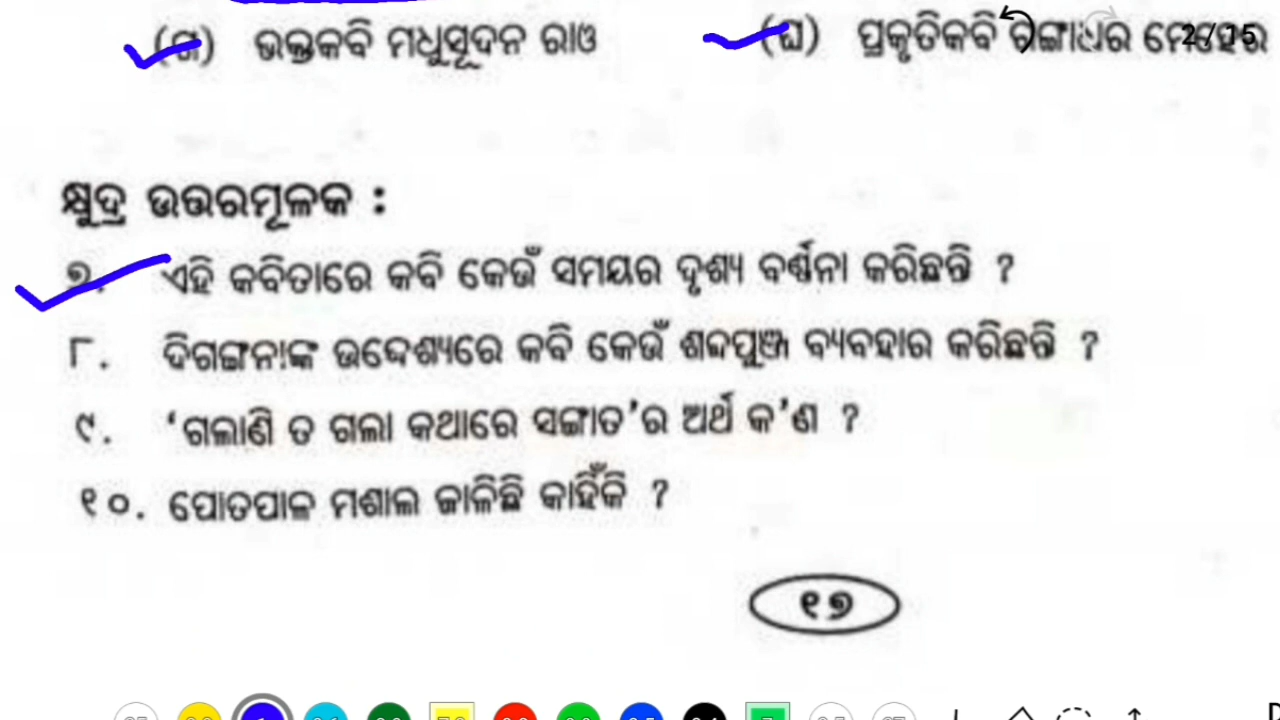 (ଗ) ଭକ୍ତକବି ମଧୁସୂଦନ ରାଓ (ଘ) ପ୍ରକୃତିକବି ଗଙ୍ଗାଧର ମେହେର 2/15
କ୍ଷୁଦ୍ର ଉତ୍ତରମୂଳକ :
୭. ଏହି କବିତାରେ କବି କେଉଁ ସମୟର ଦୃଶ୍ୟ ବର୍ଣ୍ଣନା କରିଛନ୍ତି ?
୮. ଦିଗଙ୍ଗନାଙ୍କ ଉଦ୍ଦେଶ୍ୟରେ କବି କେଉଁ ଶବ୍ଦପୁଞ୍ଜ ବ୍ୟବହାର କରିଛନ୍ତି ?
୯. ‘ଗଲାଣି ତ ଗଲା କଥାରେ ସଙ୍ଗାତ’ର ଅର୍ଥ କ’ଣ ?
୧୦. ପୋତପାଳ ମଶାଲ ଜାଳିଛି କାହିଁକି ?
୧୭